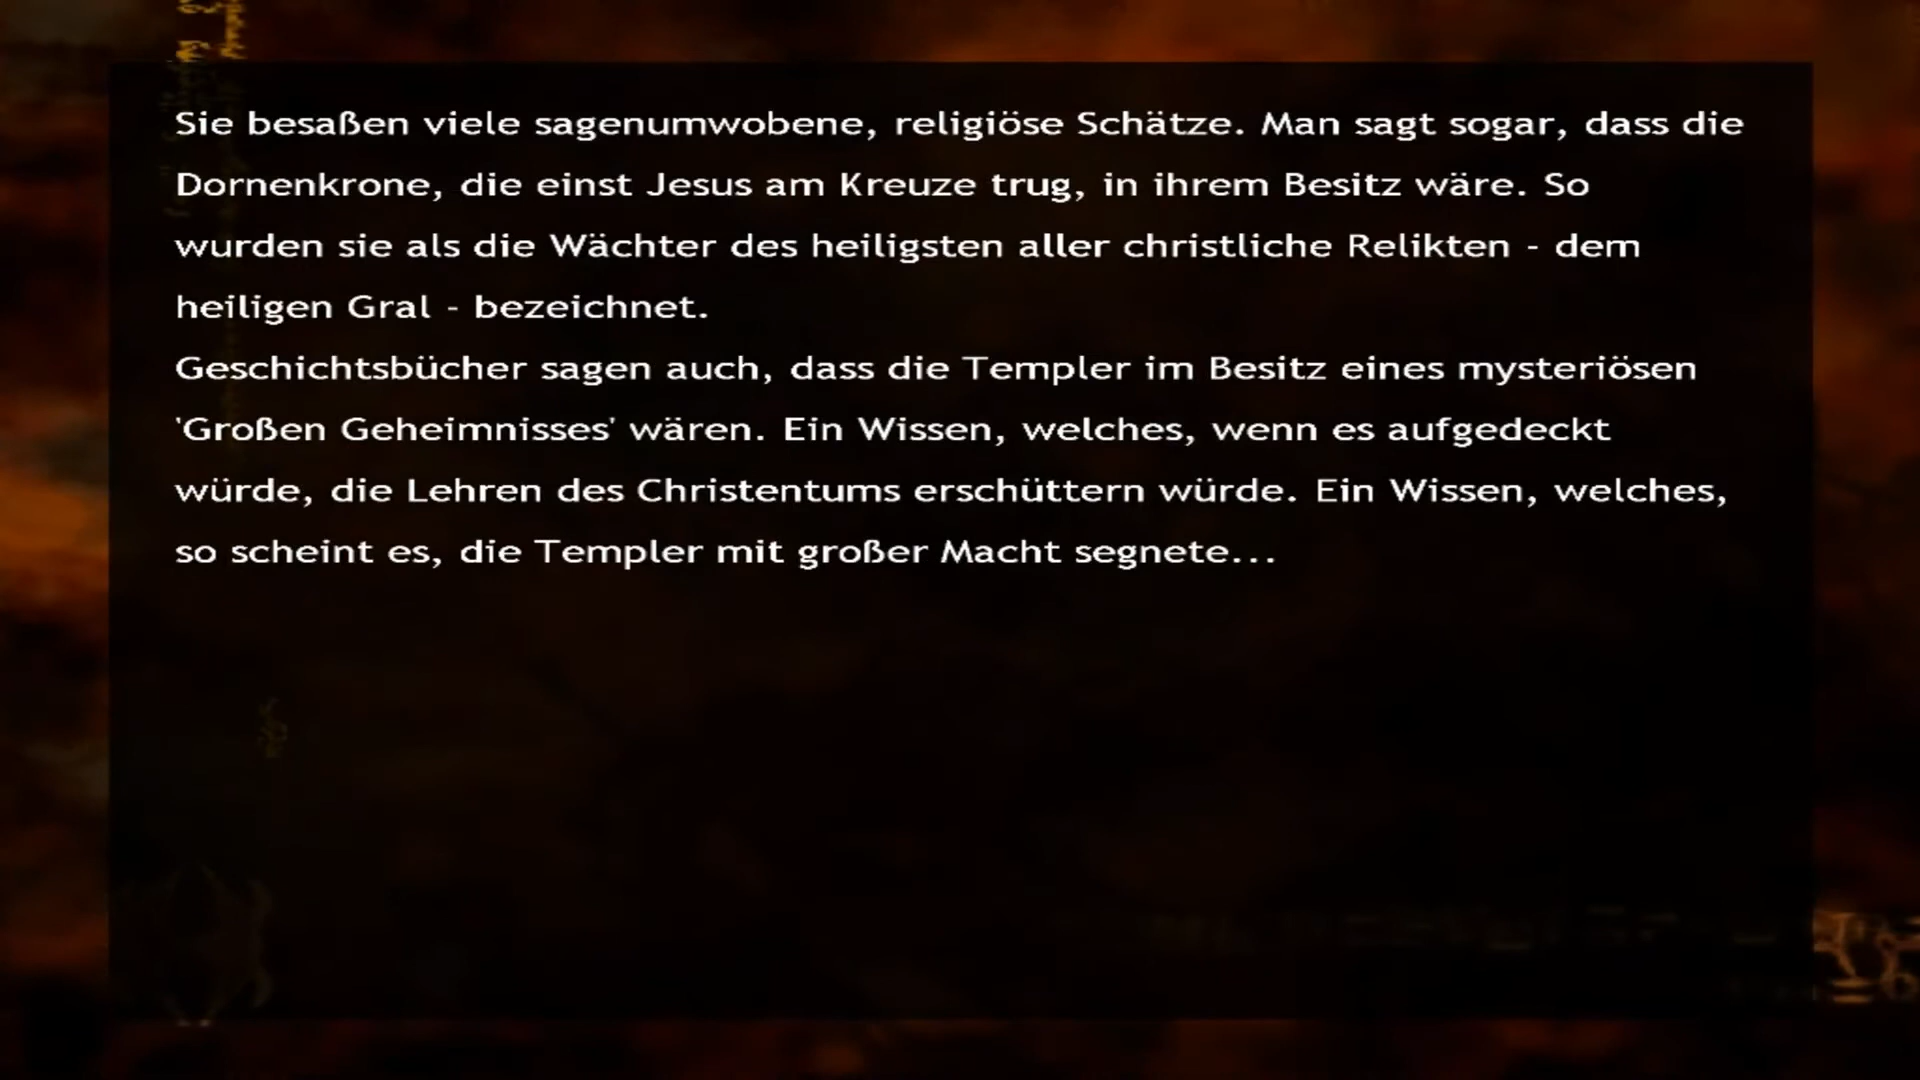 Sie besaßen viele sagenumwobene, religiöse Schätze. Man sagt sogar, dass die
Dornenkrone, die einst Jesus am Kreuze trug, in ihrem Besitz wäre. So
wurden sie als die Wächter des heiligsten aller christliche Relikten - dem
heiligen Gral - bezeichnet.
Geschichtsbücher sagen auch, dass die Templer im Besitz eines mysteriösen
'Großen Geheimnisses' wären. Ein Wissen, welches, wenn es aufgedeckt
würde, die Lehren des Christentums erschüttern würde. Ein Wissen, welches,
so scheint es, die Templer mit großer Macht segnete...